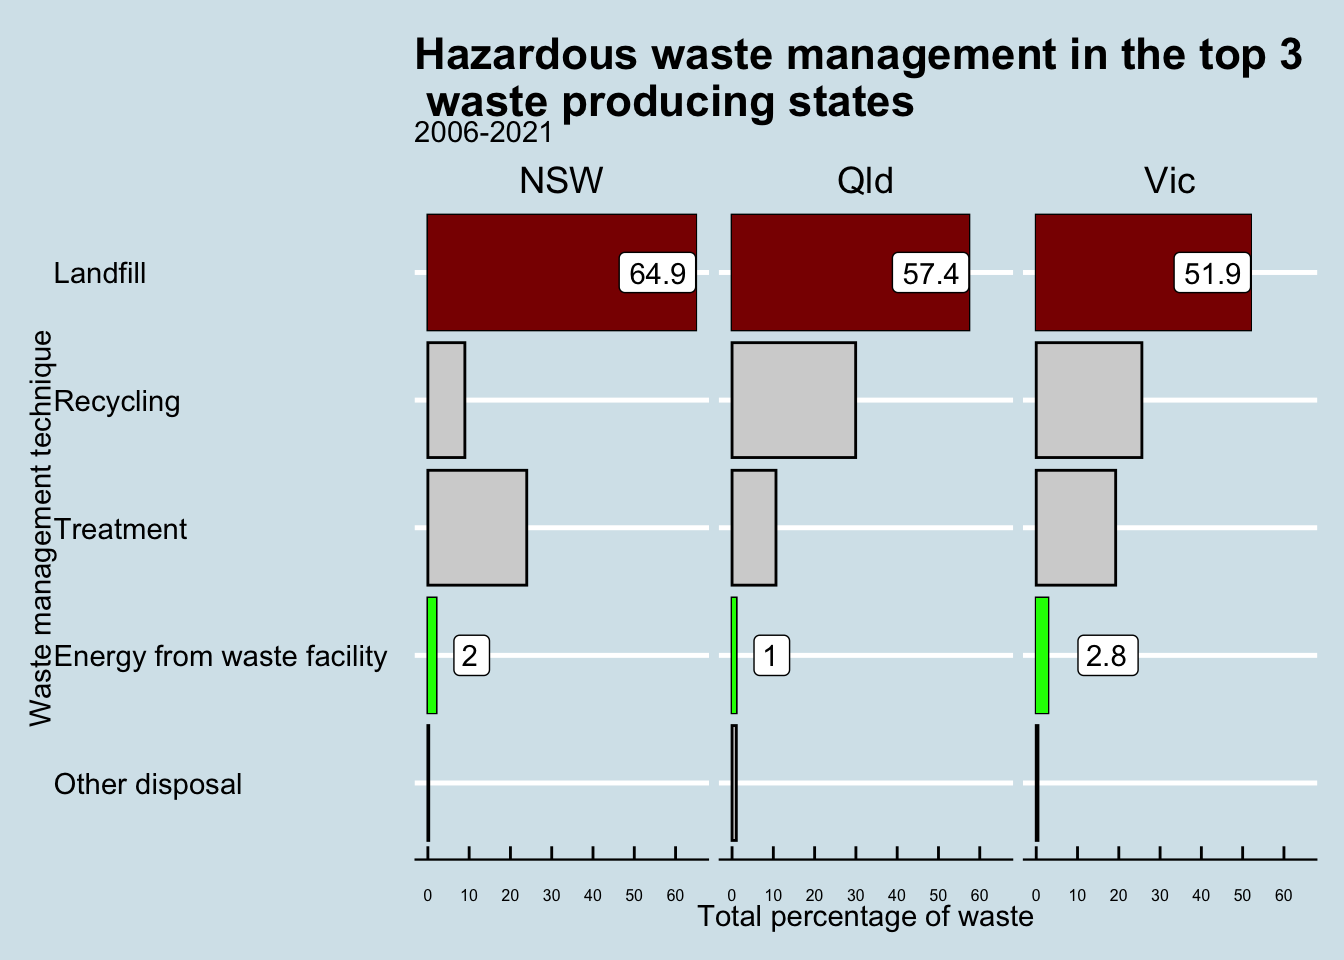 Hazardous waste management in the top 3
waste producing states
2006-2021
NSW Qld Vic
Waste management technique
Landfill 64.9 57.4 51.9
Recycling
Treatment
Energy from waste facility 2 1 2.8
Other disposal
0 10 20 30 40 50 60 0 10 20 30 40 50 60 0 10 20 30 40 50 60
Total percentage of waste